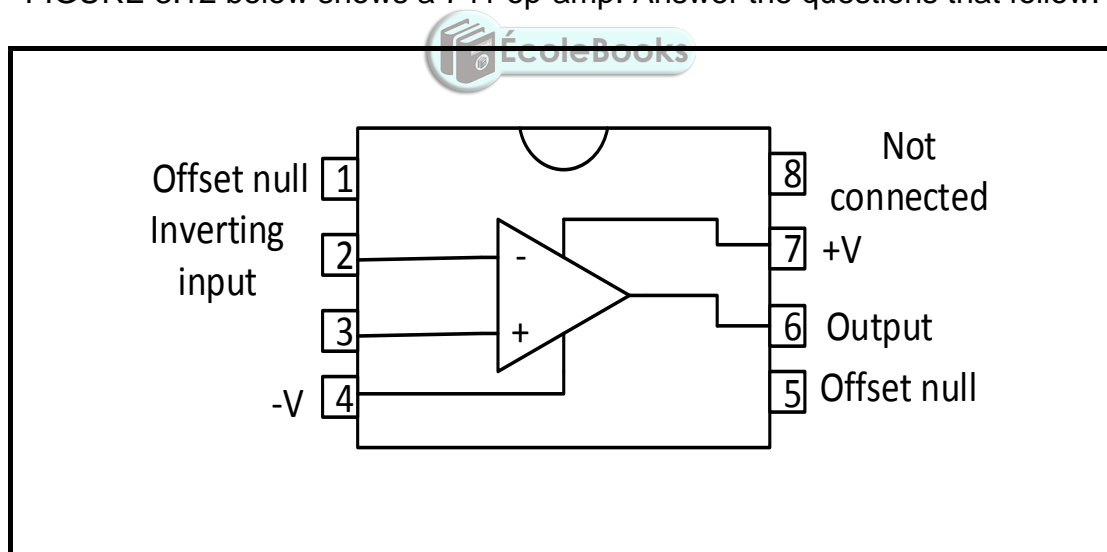 FIGURE 3.12 below shows a 741 op-amp. Answer the questions that follow.
ÉcoleBooks
Offset null 1
Inverting
input
2
3
-V 4
-
+
Not
connected
8
7 +V
6 Output
5 Offset null